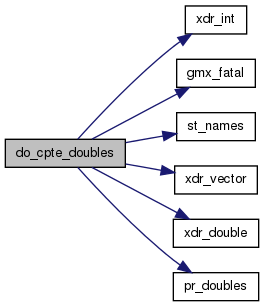 xdr_int
gmx_fatal
st_names
do_cpte_doubles
xdr_vector
xdr_double
pr_doubles